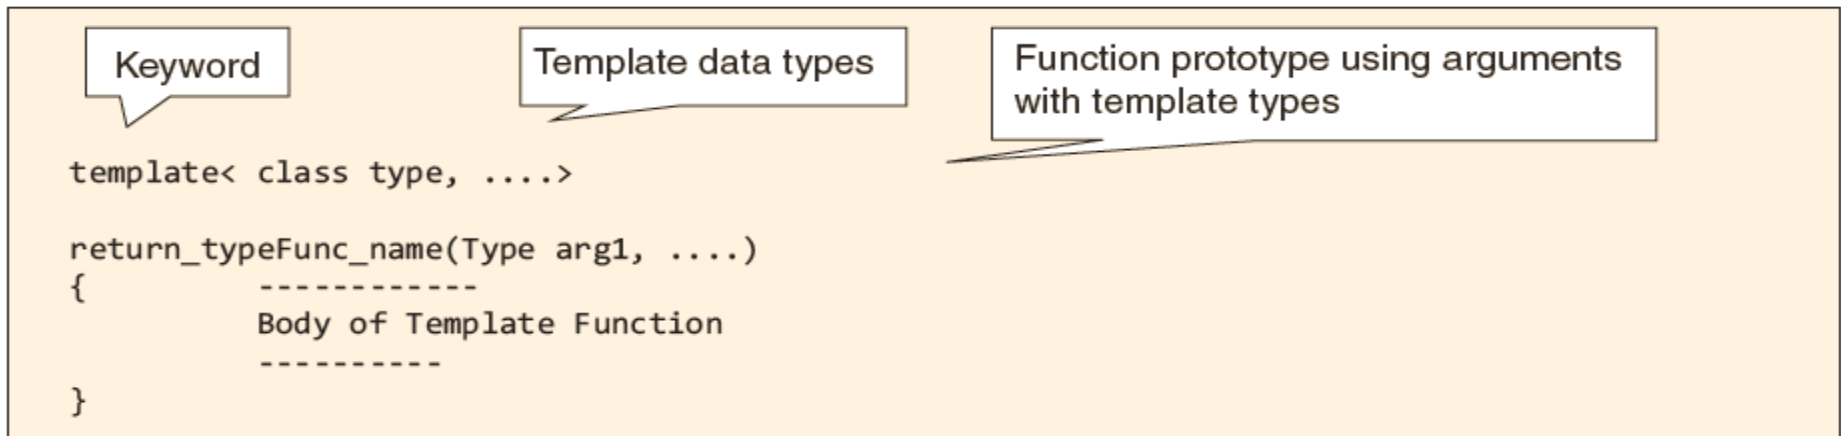 Keyword
Template data types
Function prototype using arguments
with template types
template< class type, ....>
return_typeFunc_name(Type arg1, ....)
{         ------------
Body of Template Function
----------
}